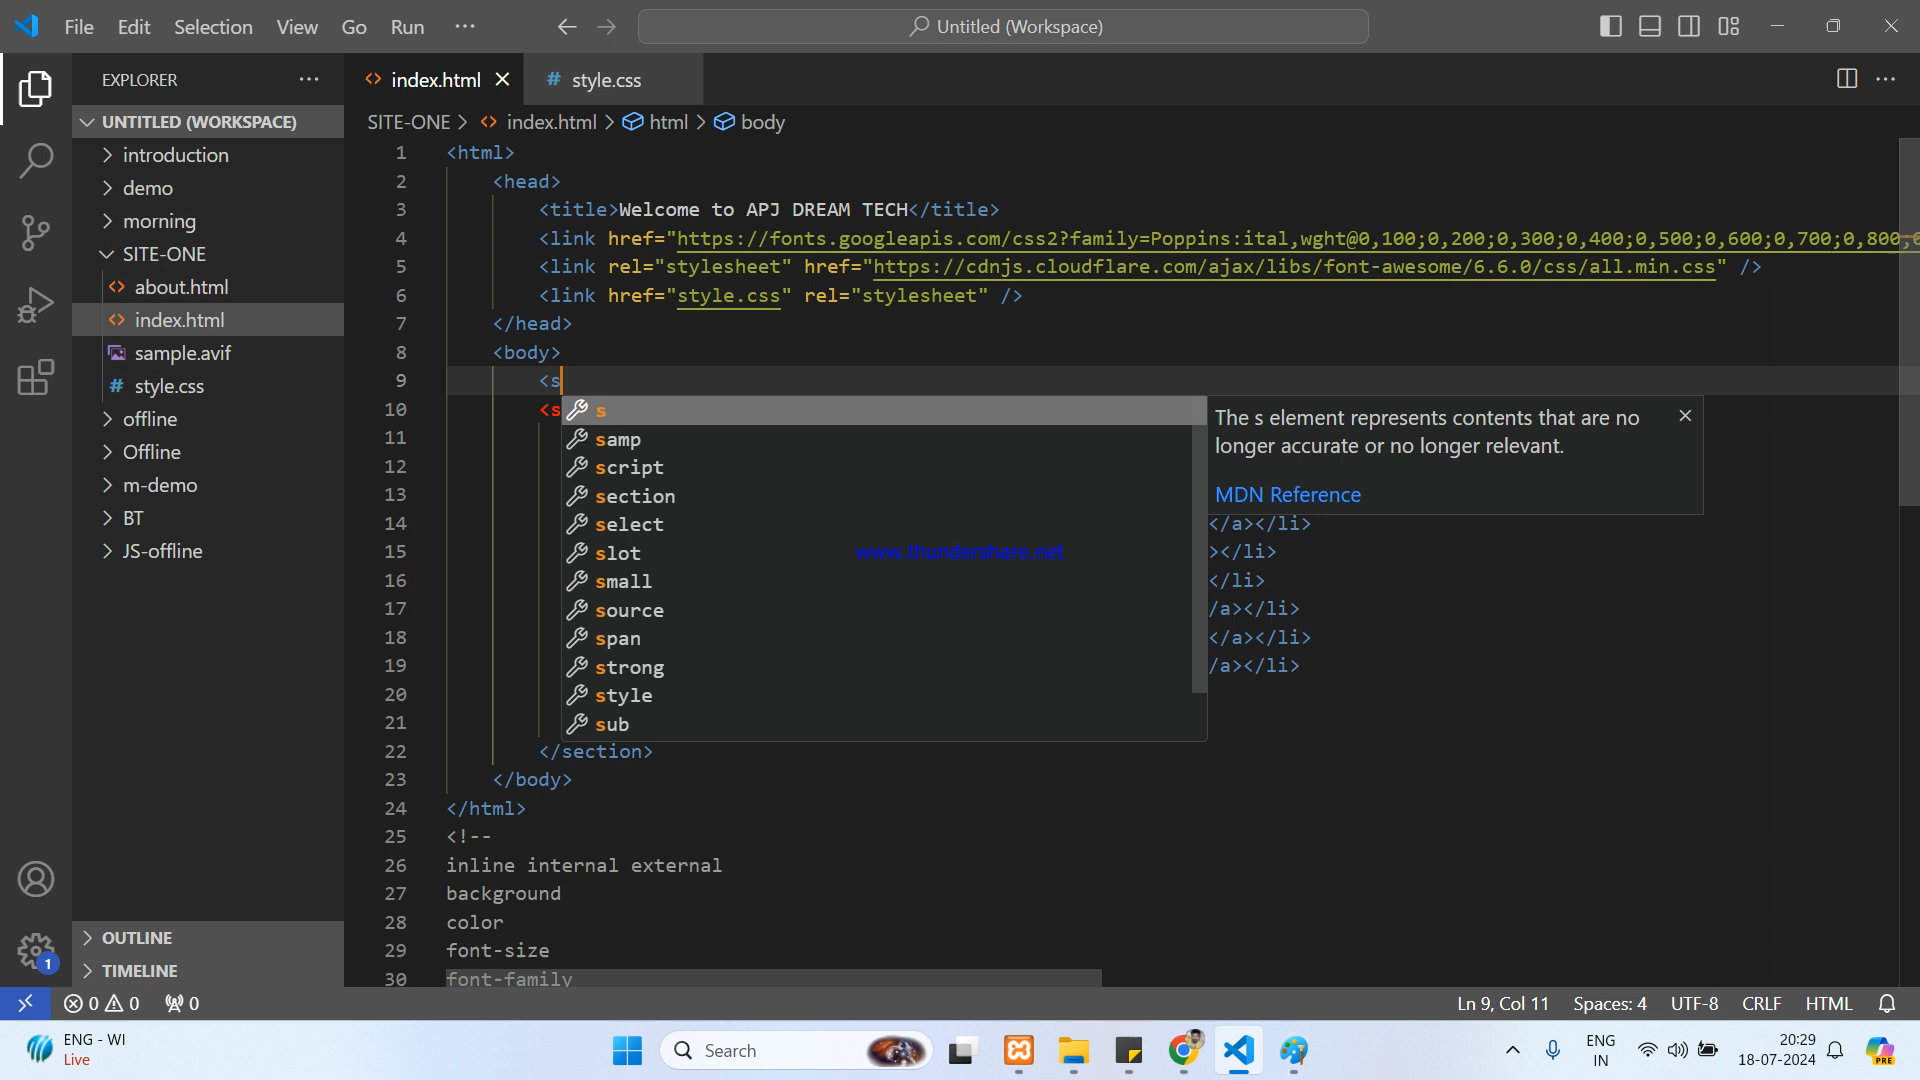 File Edit Selection View Go Run
Untitled (Workspace)
EXPLORER
index.html
# style.css
UNTITLED (WORKSPACE)
introduction
demo
morning
SITE-ONE
about.html
index.html
sample.avif
# style.css
offline
Offline
m-demo
BT
JS-offline
OUTLINE
TIMELINE
SITE-ONE > index.html > html > body
1 <html>
2 <head>
3 <title>Welcome to APJ DREAM TECH</title>
4 <link href="https://fonts.googleapis.com/css2?family=Poppins:ital,wght@0,100;0,200;0,300;0,400;0,500;0,600;0,700;0,800;0
5 <link rel="stylesheet" href="https://cdnjs.cloudflare.com/ajax/libs/font-awesome/6.6.0/css/all.min.css" />
6 <link href="style.css" rel="stylesheet" />
7 </head>
8 <body>
9 <s
10 <s
11
12
13
14 </a></li>
15 ></li>
16 </li>
17 /a></li>
18 </a></li>
19 /a></li>
20
21
22 </section>
23 </body>
24 </html>
25 <!--
26 inline internal external
27 background
28 color
29 font-size
30 font-family
s
samp
script
section
select
slot
small
source
span
strong
style
sub
The s element represents contents that are no
longer accurate or no longer relevant.
MDN Reference
www.thundershare.net
1
0 0 0
Ln 9, Col 11 Spaces: 4 UTF-8 CRLF HTML
ENG - WI
Live
Search
PRE
ENG
IN
20:29
18-07-2024